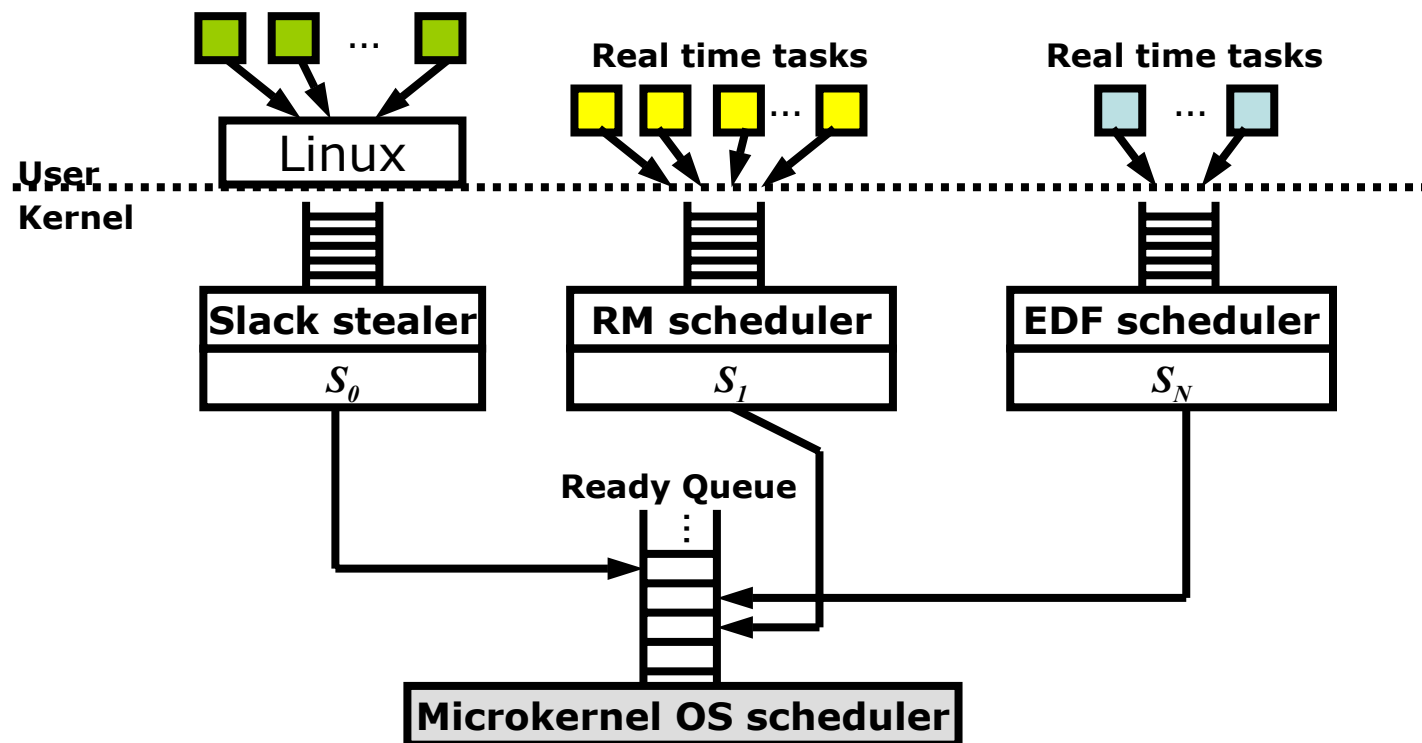 ...
Real time tasks
Real time tasks
...
...
Linux
User
Kernel
Slack stealer
RM scheduler
EDF scheduler
S0
S1
SN
Ready Queue
...
Microkernel OS scheduler